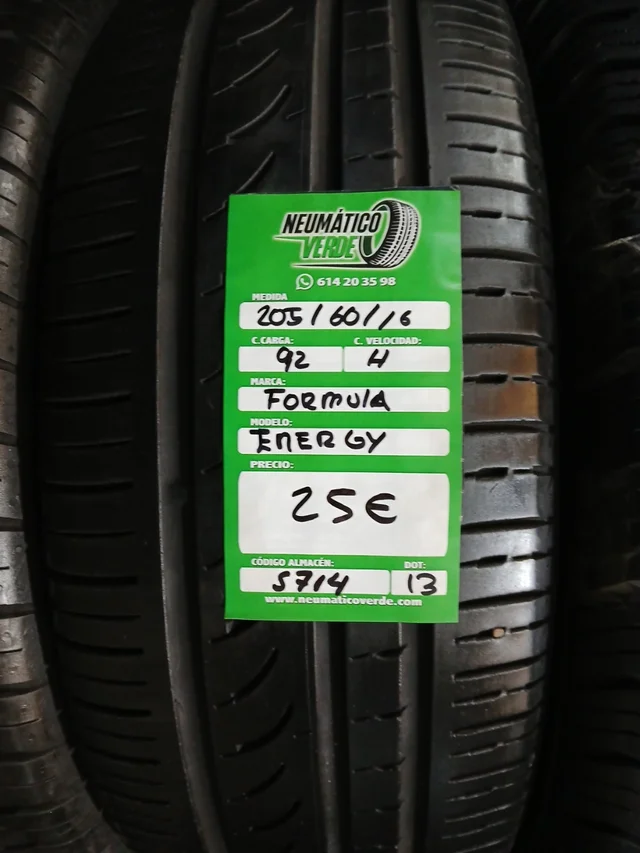 NEUMÁTICO
VERDE
614 20 35 98
MEDIDA
205/60/16
C.CARGA: C. VELOCIDAD:
92 H
MARCA:
FORMULA
MODELO:
ENERGY
PRECIO:
25€
CÓDIGO ALMACÉN: DOT:
5714 13
www.neumaticoverde.com